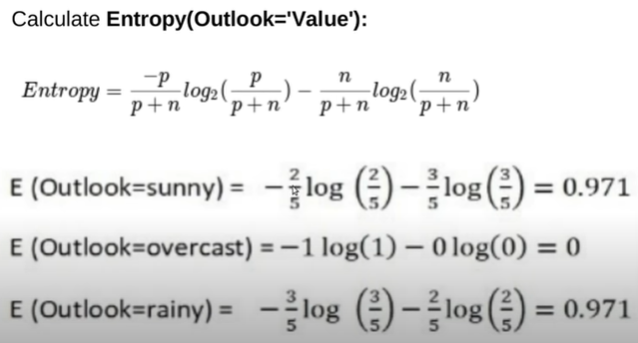 Calculate Entropy(Outlook='Value'):
Entropy = −p/p+n log₂(p/p+n) − n/p+n log₂(n/p+n)
E (Outlook=sunny) = −2/5 log (2/5) − 3/5 log(3/5) = 0.971
E (Outlook=overcast) = −1 log(1) − 0 log(0) = 0
E (Outlook=rainy) = −3/5 log (3/5) − 2/5 log(2/5) = 0.971